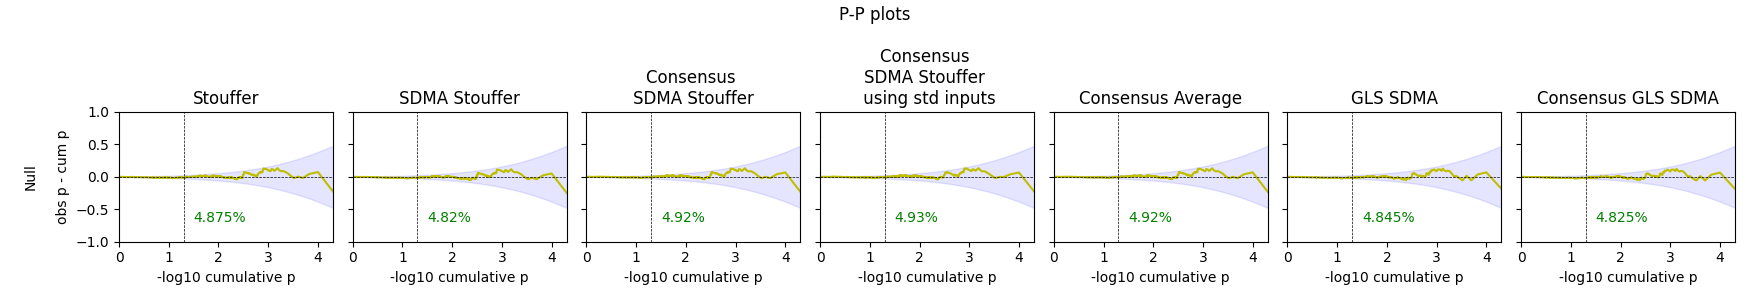 P-P plots
Stouffer
SDMA Stouffer
Consensus
SDMA Stouffer
Consensus
SDMA Stouffer
using std inputs
Consensus Average
GLS SDMA
Consensus GLS SDMA
Null
obs p - cum p
1.0
0.5
0.0
−0.5
−1.0
4.875%
4.82%
4.92%
4.93%
4.92%
4.845%
4.825%
0 1 2 3 4
0 1 2 3 4
0 1 2 3 4
0 1 2 3 4
0 1 2 3 4
0 1 2 3 4
0 1 2 3 4
-log10 cumulative p
-log10 cumulative p
-log10 cumulative p
-log10 cumulative p
-log10 cumulative p
-log10 cumulative p
-log10 cumulative p